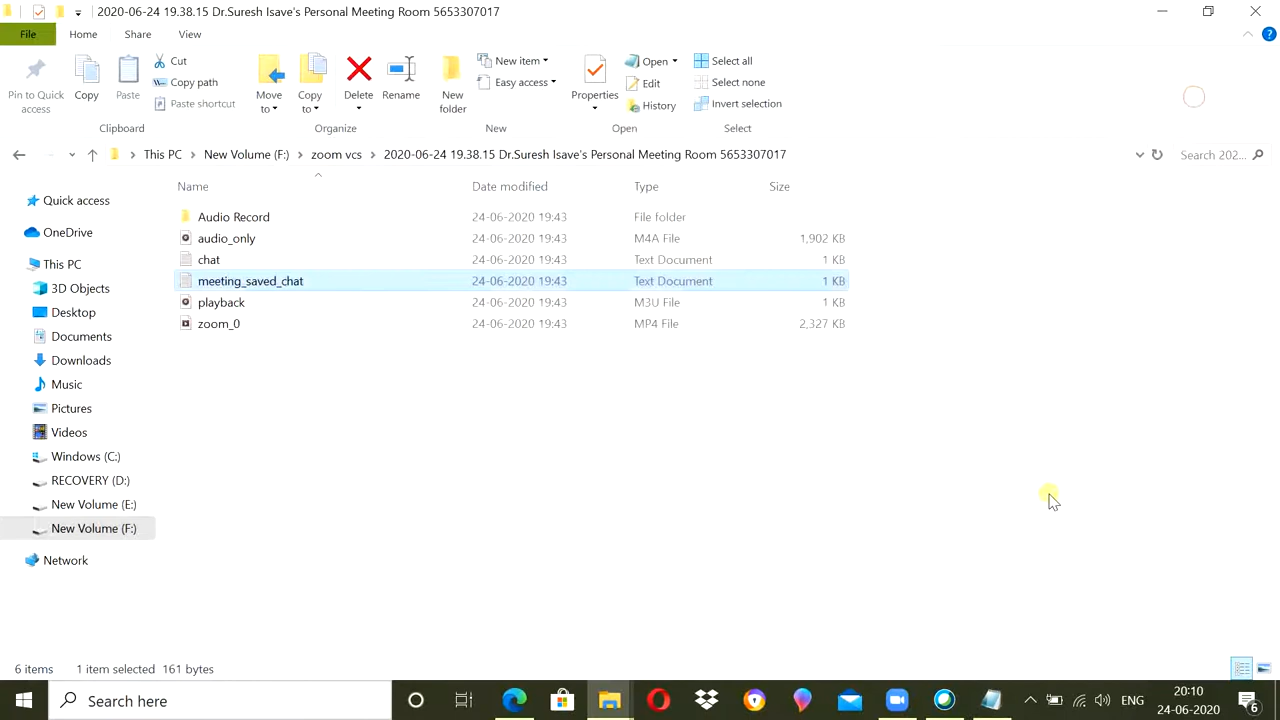 2020-06-24 19.38.15 Dr.Suresh Isave's Personal Meeting Room 5653307017
File Home Share View
Pin to Quick access
Copy
Paste
Cut
Copy path
Paste shortcut
Clipboard
Move to
Copy to
Delete
Rename
Organize
New folder
New item
Easy access
New
Properties
Open
Edit
History
Open
Select all
Select none
Invert selection
Select
This PC New Volume (F:) zoom vcs 2020-06-24 19.38.15 Dr.Suresh Isave's Personal Meeting Room 5653307017
Search 202...
Name Date modified Type Size
Audio Record 24-06-2020 19:43 File folder
audio_only 24-06-2020 19:43 M4A File 1,902 KB
chat 24-06-2020 19:43 Text Document 1 KB
meeting_saved_chat 24-06-2020 19:43 Text Document 1 KB
playback 24-06-2020 19:43 M3U File 1 KB
zoom_0 24-06-2020 19:43 MP4 File 2,327 KB
Quick access
OneDrive
This PC
3D Objects
Desktop
Documents
Downloads
Music
Pictures
Videos
Windows (C:)
RECOVERY (D:)
New Volume (E:)
New Volume (F:)
Network
6 items 1 item selected 161 bytes
Search here
ENG
20:10
24-06-2020
6